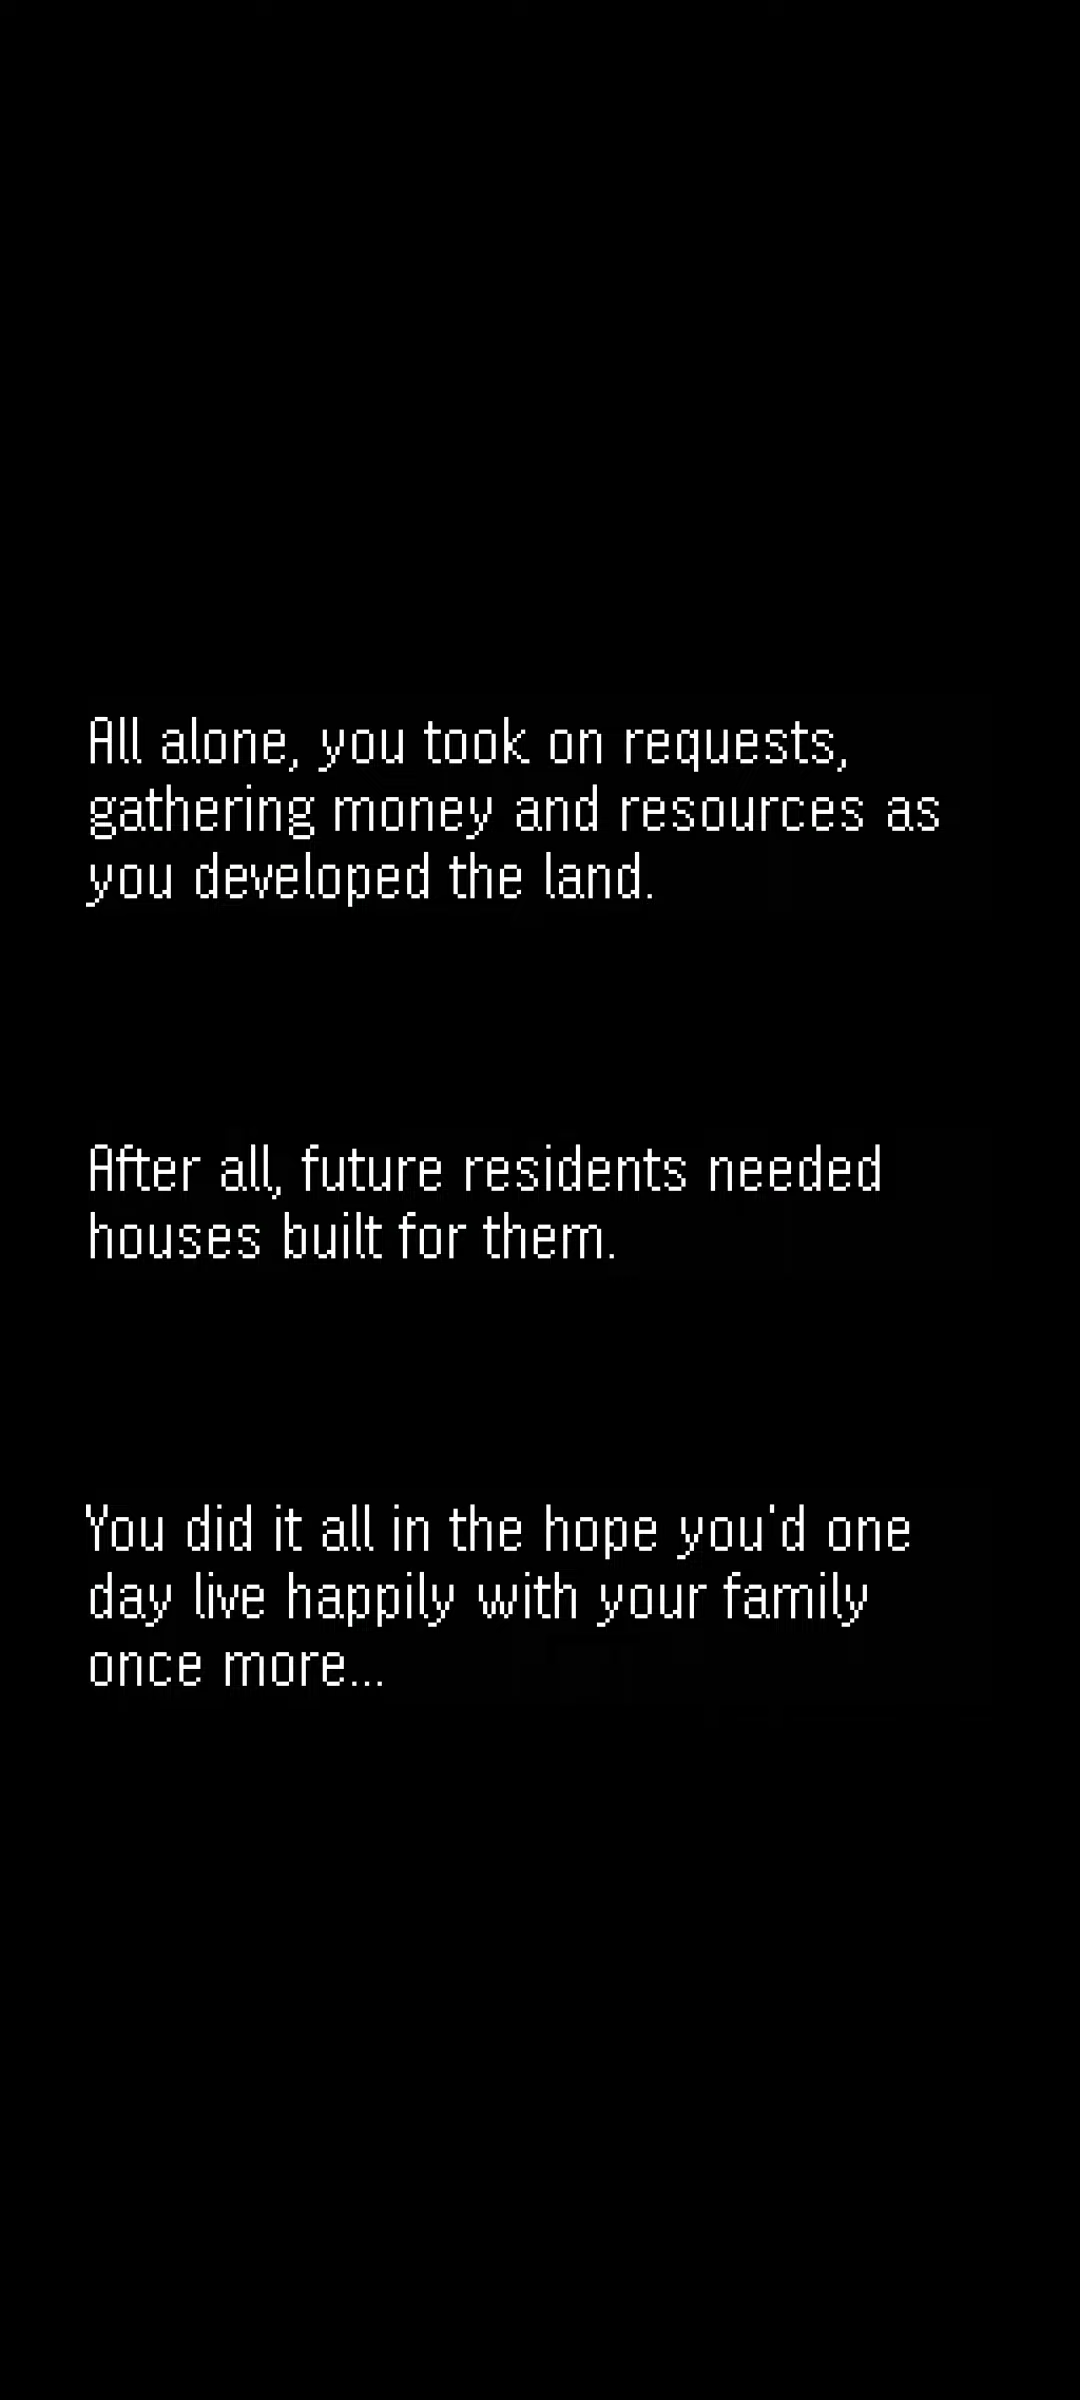 All alone, you took on requests,
gathering money and resources as
you developed the land.
After all, future residents needed
houses built for them.
You did it all in the hope you'd one
day live happily with your family
once more...